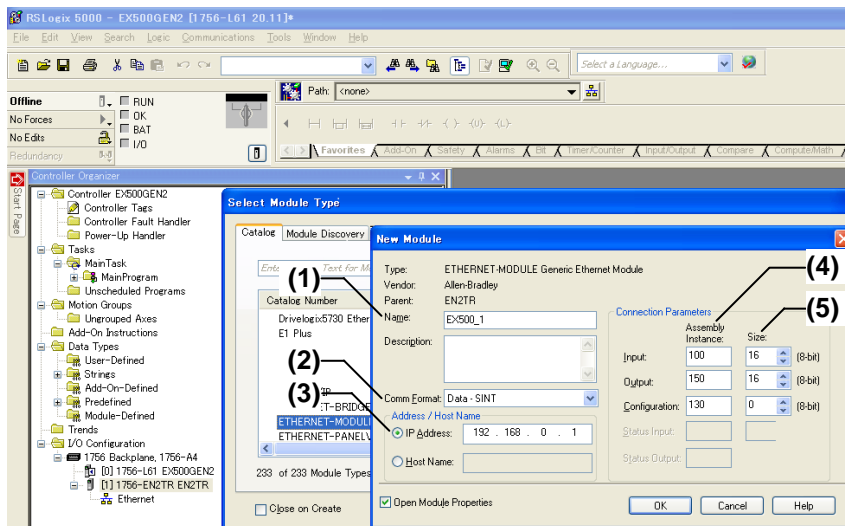 RSLogix 5000 - EX500GEN2 [1756-L61 20.11]*
File Edit View Search Logic Communications Tools Window Help
Select a Language...
Path: <none>
Offline
RUN
No Forces
OK
BAT
No Edits
I/O
Redundancy
Favorites Add-On Safety Alarms Bit Timer/Counter Input/Output Compare Compute/Math
Start Page
Controller Organizer
Controller EX500GEN2
Controller Tags
Controller Fault Handler
Power-Up Handler
Tasks
MainTask
MainProgram
Unscheduled Programs
Motion Groups
Ungrouped Axes
Add-On Instructions
Data Types
User-Defined
Strings
Add-On-Defined
Predefined
Module-Defined
Trends
I/O Configuration
1756 Backplane, 1756-A4
[0] 1756-L61 EX500GEN2
[1] 1756-EN2TR EN2TR
Ethernet
Select Module Type
Catalog Module Discovery
Text for M
Catalog Number
Drivelogix5730 Ether
E1 Plus
ET-BRIDGE
ETHERNET-MODUL
ETHERNET-PANELV
233 of 233 Module Types
Close on Create
New Module
Type: ETHERNET-MODULE Generic Ethernet Module
Vendor: Allen-Bradley
Parent: EN2TR
(1)
Name: EX500_1
Description:
(2)
Comm Format: Data - SINT
(3)
Address / Host Name
IP Address: 192 . 168 . 0 . 1
Host Name:
Connection Parameters
(4)
Assembly Instance:
(5)
Size:
Input: 100 16 (8-bit)
Output: 150 16 (8-bit)
Configuration: 130 0 (8-bit)
Status Input:
Status Output:
Open Module Properties
OK Cancel Help